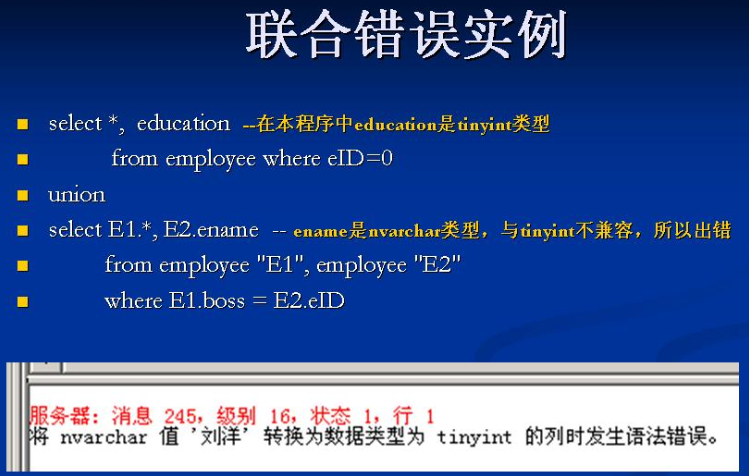 联合错误实例
select *, education --在本程序中education是tinyint类型
from employee where eID=0
union
select E1.*, E2.ename -- ename是nvarchar类型，与tinyint不兼容，所以出错
from employee "E1", employee "E2"
where E1.boss = E2.eID
服务器: 消息 245，级别 16，状态 1，行 1
将 nvarchar 值 '刘洋' 转换为数据类型为 tinyint 的列时发生语法错误。